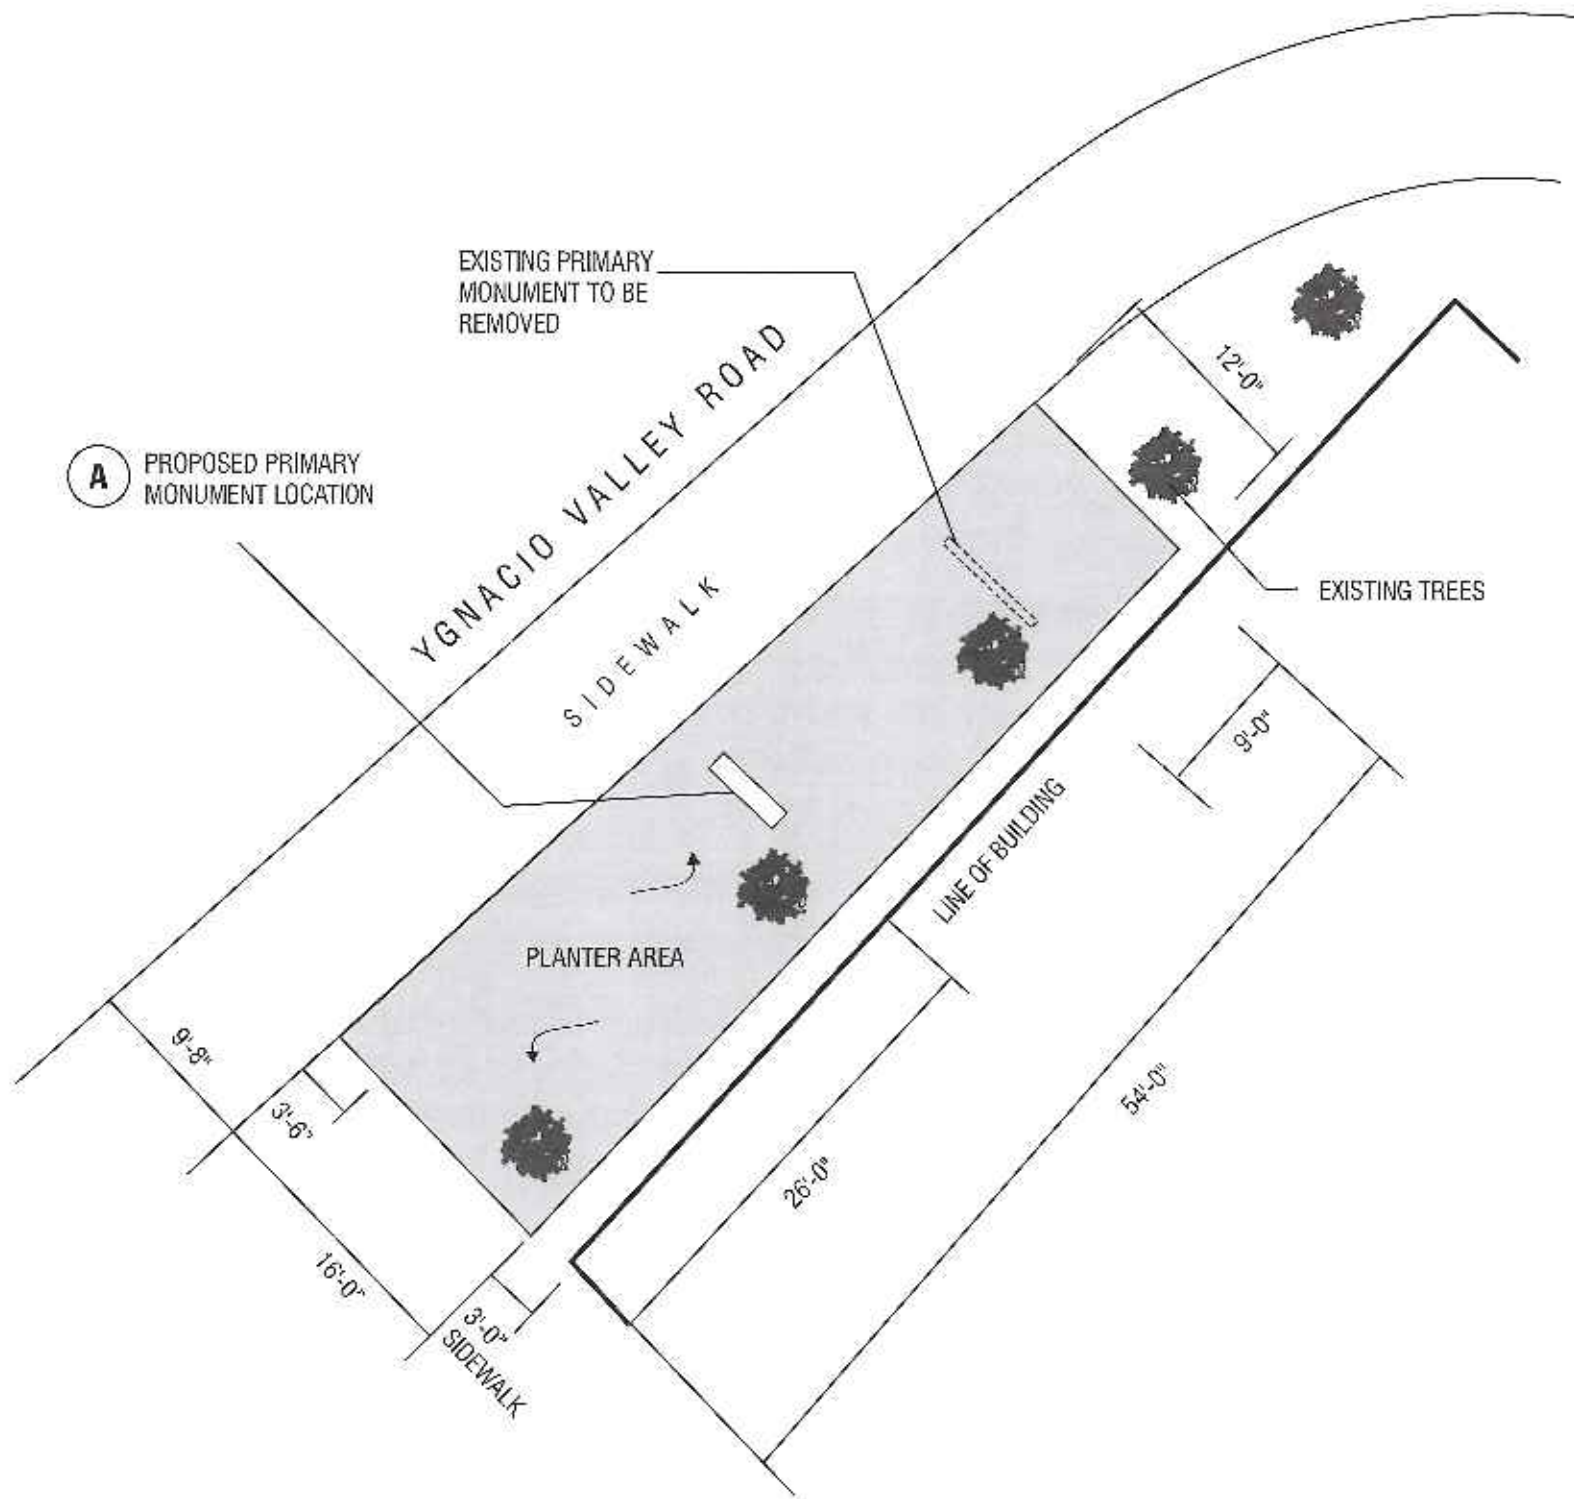 EXISTING PRIMARY
MONUMENT TO BE
REMOVED
12'-0"
YGNACIO VALLEY ROAD
A
PROPOSED PRIMARY
MONUMENT LOCATION
SIDEWALK
EXISTING TREES
9'-0"
LINE OF BUILDING
PLANTER AREA
9'-8"
3'-6"
54'-0"
26'-0"
16'-0"
3'-0"
SIDEWALK